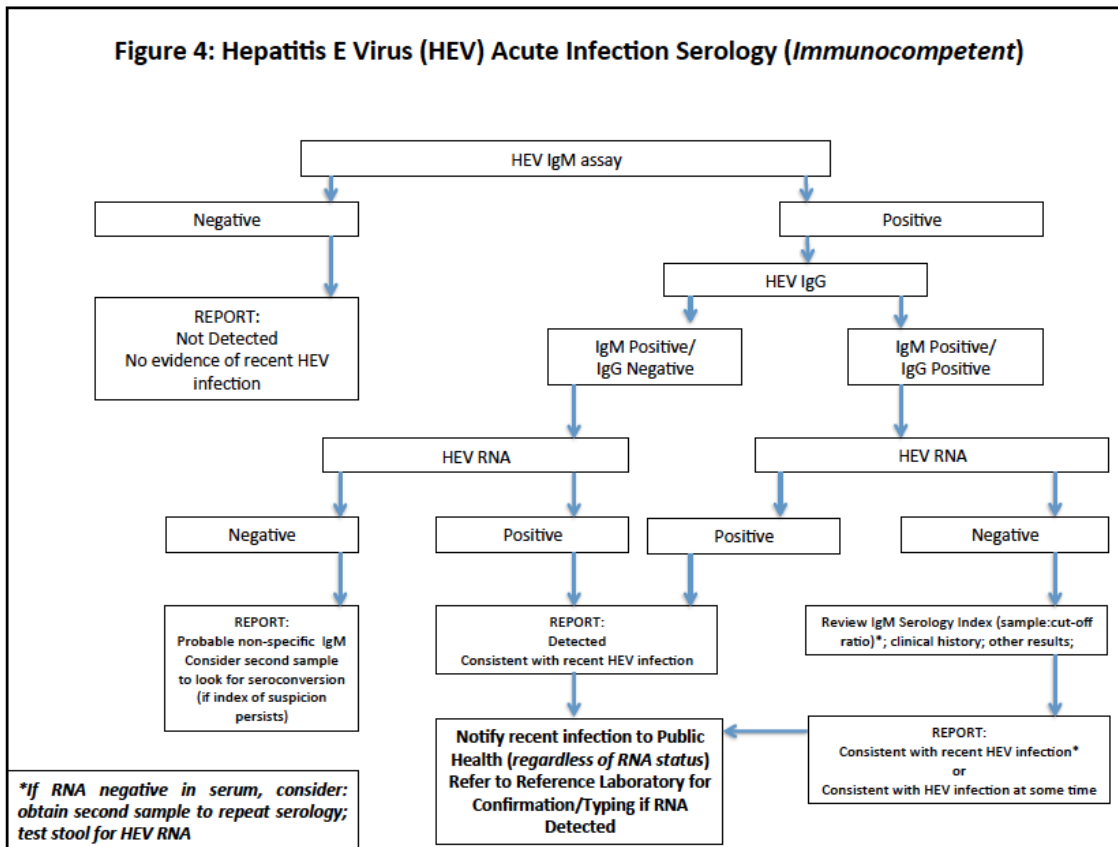 Figure 4: Hepatitis E Virus (HEV) Acute Infection Serology (Immunocompetent)
HEV IgM assay
Negative
Positive
HEV IgG
REPORT:
Not Detected
No evidence of recent HEV
infection
IgM Positive/
IgG Negative
IgM Positive/
IgG Positive
HEV RNA
HEV RNA
Negative
Positive
Positive
Negative
REPORT:
Probable non-specific IgM
Consider second sample
to look for seroconversion
(if index of suspicion
persists)
REPORT:
Detected
Consistent with recent HEV infection
Review IgM Serology Index (sample:cut-off
ratio)*; clinical history; other results;
Notify recent infection to Public
Health (regardless of RNA status)
Refer to Reference Laboratory for
Confirmation/Typing if RNA
Detected
REPORT:
Consistent with recent HEV infection*
or
Consistent with HEV infection at some time
*If RNA negative in serum, consider:
obtain second sample to repeat serology;
test stool for HEV RNA